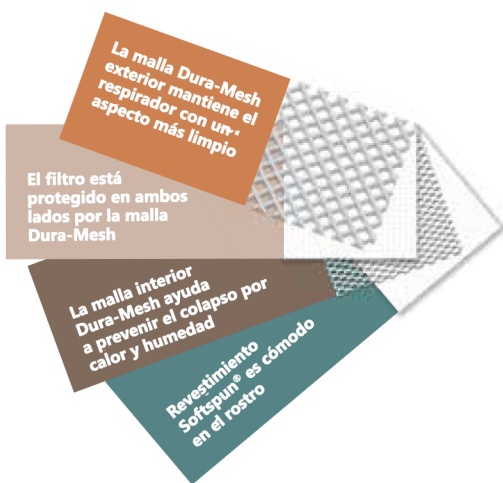 La malla Dura-Mesh
exterior mantiene el
respirador con un
aspecto más limpio
El filtro está
protegido en ambos
lados por la malla
Dura-Mesh
La malla interior
Dura-Mesh ayuda
a prevenir el colapso por
calor y humedad
Revestimiento
Softspun® es cómodo
en el rostro